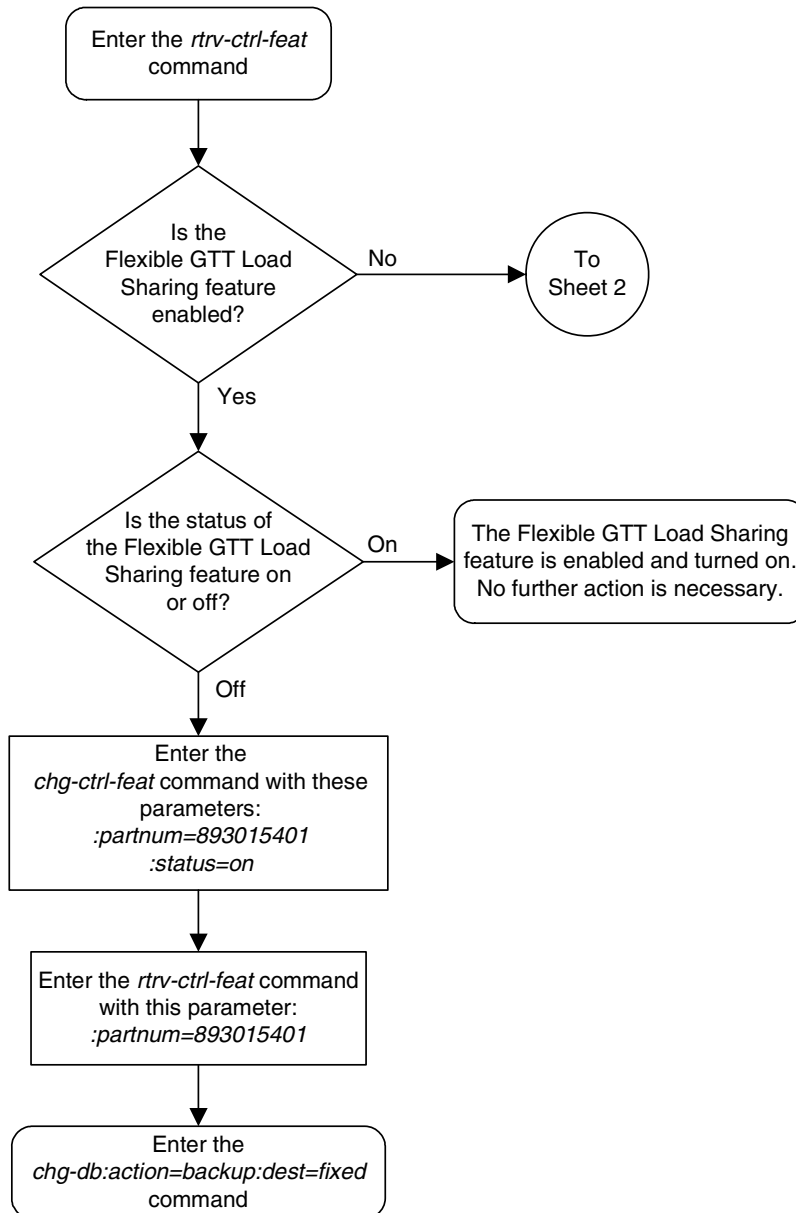 Enter the rtrv-ctrl-feat
command
Is the
Flexible GTT Load
Sharing feature
enabled?
No
To
Sheet 2
Yes
Is the status of
the Flexible GTT Load
Sharing feature on
or off?
On
The Flexible GTT Load Sharing
feature is enabled and turned on.
No further action is necessary.
Off
Enter the
chg-ctrl-feat command with these
parameters:
:partnum=893015401
:status=on
Enter the rtrv-ctrl-feat command
with this parameter:
:partnum=893015401
Enter the
chg-db:action=backup:dest=fixed
command